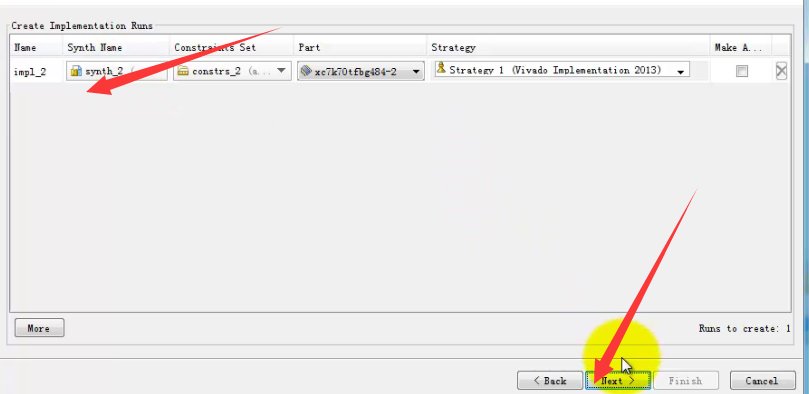 Create Implementation Runs
Name Synth Name Constraints Set Part Strategy Make A...
impl_2 synth_2 (... constrs_2 (a... xc7k70tfbg484-2 Strategy 1 (Vivado Implementation 2013)
More Runs to create: 1
< Back Next > Finish Cancel